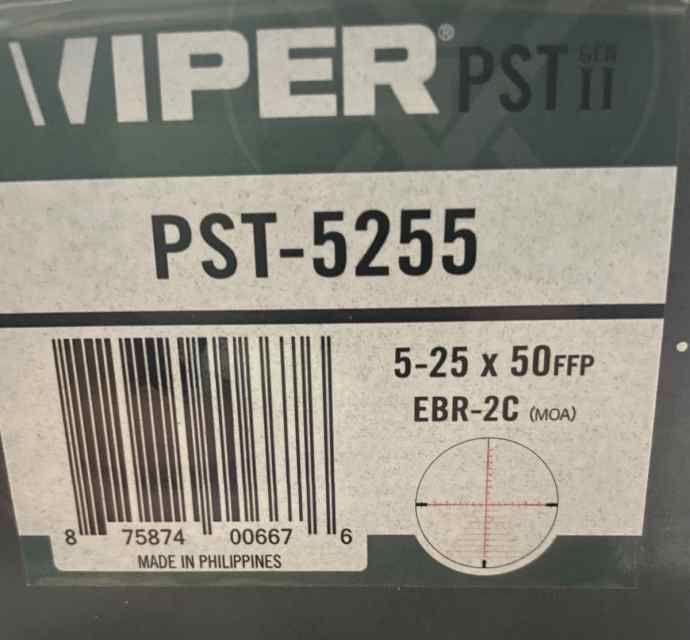 VIPER® PST GEN II
PST-5255
5-25 x 50FFP
EBR-2C (MOA)
8 75874 00667 6
MADE IN PHILIPPINES